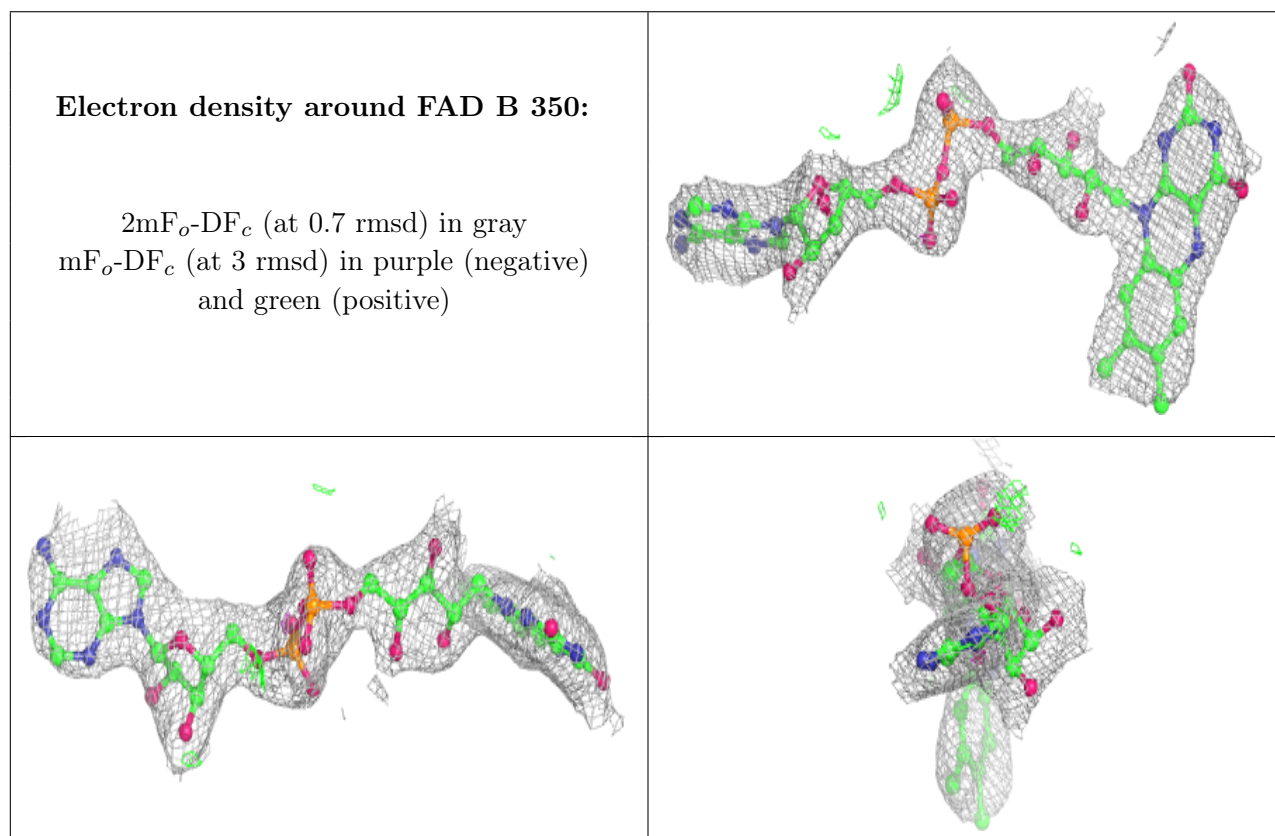 Electron density around FAD B 350:
2mFo-DFc (at 0.7 rmsd) in gray
mFo-DFc (at 3 rmsd) in purple (negative)
and green (positive)